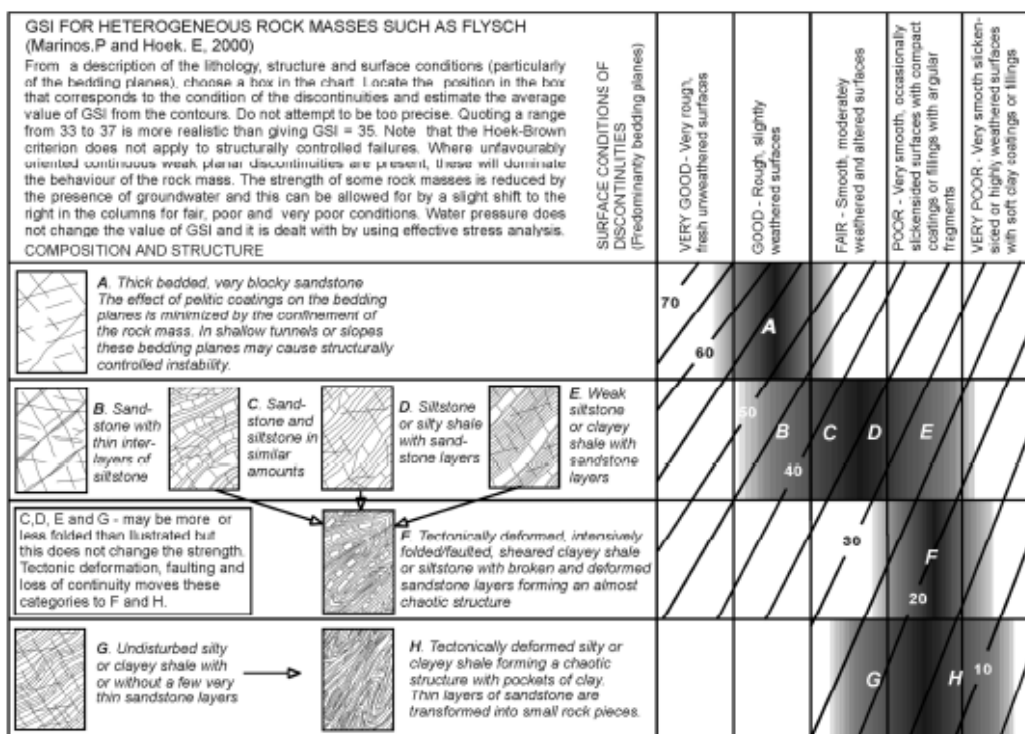 GSI FOR HETEROGENEOUS ROCK MASSES SUCH AS FLYSCH
(Marinos.P and Hoek. E, 2000)
From a description of the lithology, structure and surface conditions (particularly
of the bedding planes), choose a box in the chart. Locate the position in the box
that corresponds to the condition of the discontinuities and estimate the average
value of GSI from the contours. Do not attempt to be too precise. Quoting a range
from 33 to 37 is more realistic than giving GSI = 35. Note that the Hoek-Brown
criterion does not apply to structurally controlled failures. Where unfavourably
oriented continuous weak planar discontinuities are present, these will dominate
the behaviour of the rock mass. The strength of some rock masses is reduced by
the presence of groundwater and this can be allowed for by a slight shift to the
right in the columns for fair, poor and very poor conditions. Water pressure does
not change the value of GSI and it is dealt with by using effective stress analysis.
COMPOSITION AND STRUCTURE
SURFACE CONDITIONS OF
DISCONTINUITIES
(Predominantly bedding planes)
VERY GOOD - Very rough,
fresh unweathered surfaces
GOOD - Rough, slightly
weathered surfaces
FAIR - Smooth, moderately
weathered and altered surfaces
POOR - Very smooth, occasionally
slickensided surfaces with compact
coatings or fillings with angular
fragments
VERY POOR - Very smooth slicken-
sided or highly weathered surfaces
with soft clay coatings or fillings
A. Thick bedded, very blocky sandstone
The effect of pelitic coatings on the bedding
planes is minimized by the confinement of
the rock mass. In shallow tunnels or slopes
these bedding planes may cause structurally
controlled instability.
70
60
A
B. Sand-
stone with
thin inter-
layers of
siltstone
C. Sand-
stone and
siltstone in
similar
amounts
D. Siltstone
or silty shale
with sand-
stone layers
E. Weak
siltstone
or clayey
shale with
sandstone
layers
50
B
C
D
E
40
C,D, E and G - may be more or
less folded than llustrated but
this does not change the strength.
Tectonic deformation, faulting and
loss of continuity moves these
categories to F and H.
F. Tectonically deformed, intensively
folded/faulted, sheared clayey shale
or siltstone with broken and deformed
sandstone layers forming an almost
chaotic structure
30
F
20
G. Undisturbed silty
or clayey shale with
or without a few very
thin sandstone layers
H. Tectonically deformed silty or
clayey shale forming a chaotic
structure with pockets of clay.
Thin layers of sandstone are
transformed into small rock pieces.
G
H
10